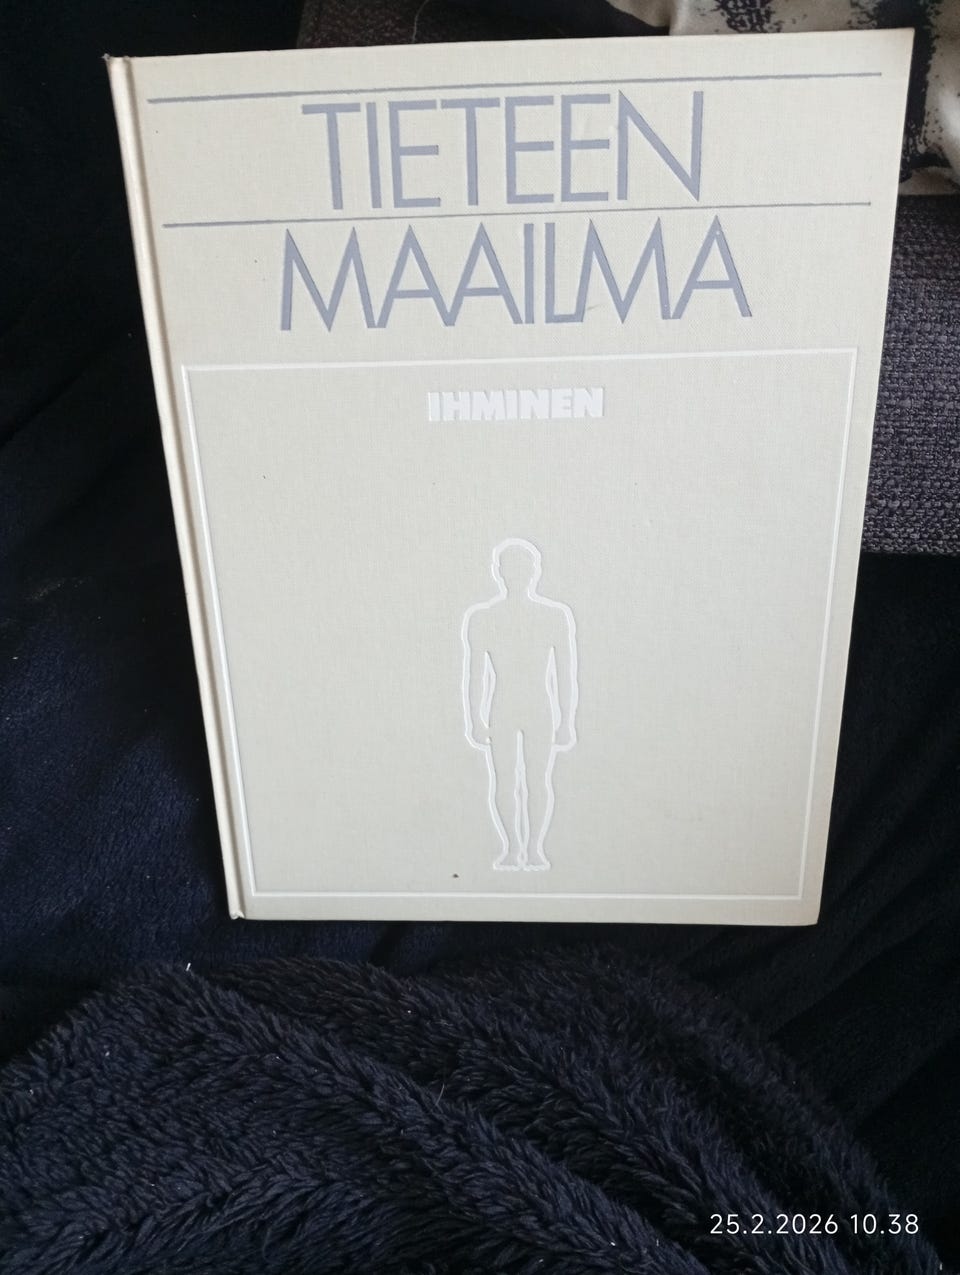 TIETEEN
MAAILMA
IHMINEN
25.2.2026 10.38